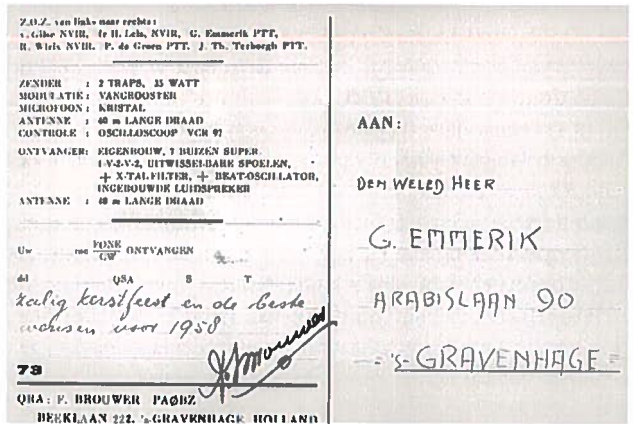 Z.O.Z. van links naar rechts:
Gibe NVIR, Ir H. Lels, NVIR, G. Emmerik PTT,
R. Wiels NVIR. P. de Groen PTT. J. Th. Terborgh PTT.
ZENDER : 2 TRAPS, 35 WATT
MODULATIE : VANGROOSTER
MICROFOON : KRISTAL
ANTENNE : 40 m LANGE DRAAD
CONTROLE : OSCILLOSCOOP VCR 97
ONTVANGER: EIGENBOUW, 7 BUIZEN SUPER.
1-V-2-V-2, UITWISSELBARE SPOELEN,
+ X-TAL-FILTER, + BEAT-OSCILLATOR,
INGEBOUWDE LUIDSPREKER
ANTENNE : 40 m LANGE DRAAD
Uw met FONE
CW ONTVANGEN
dd QSA S T
zalig kerstfeest en de beste
wensen voor 1958
Brouwer
73
QRA: F. BROUWER PAØBZ
BEEKLAAN 222, 's-GRAVENHAGE HOLLAND
AAN:
DEN WELED HEER
G. EMMERIK
ARABISLAAN 90
's-GRAVENHAGE